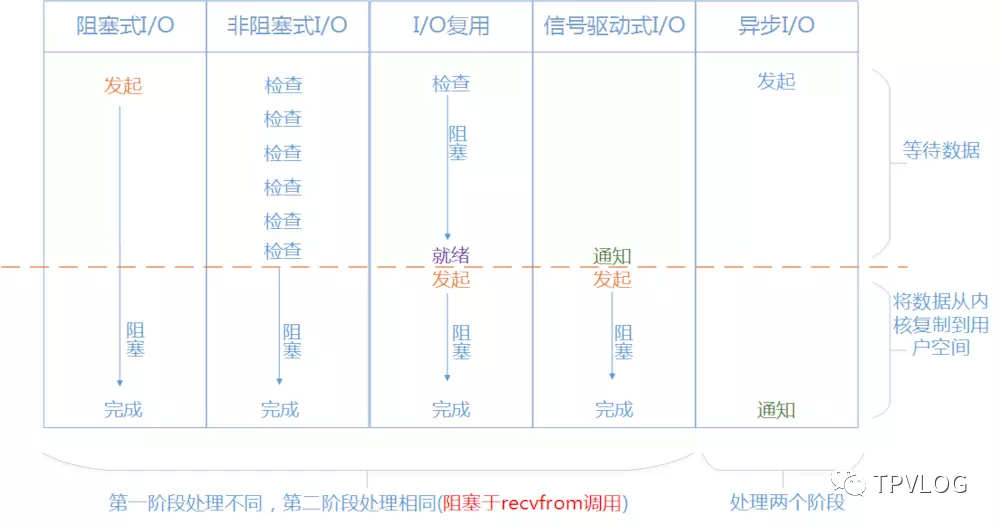 阻塞式I/O 非阻塞式I/O I/O复用 信号驱动式I/O 异步I/O
发起 检查 检查 发起
检查
检查
阻塞
检查
检查
检查
检查
就绪 通知
等待数据
发起 发起
阻塞 阻塞 阻塞 阻塞
完成 完成 完成 完成 通知
将数据从内
核复制到用
户空间
第一阶段处理不同，第二阶段处理相同(阻塞于recvfrom调用) 处理两个阶段
TPVLOG